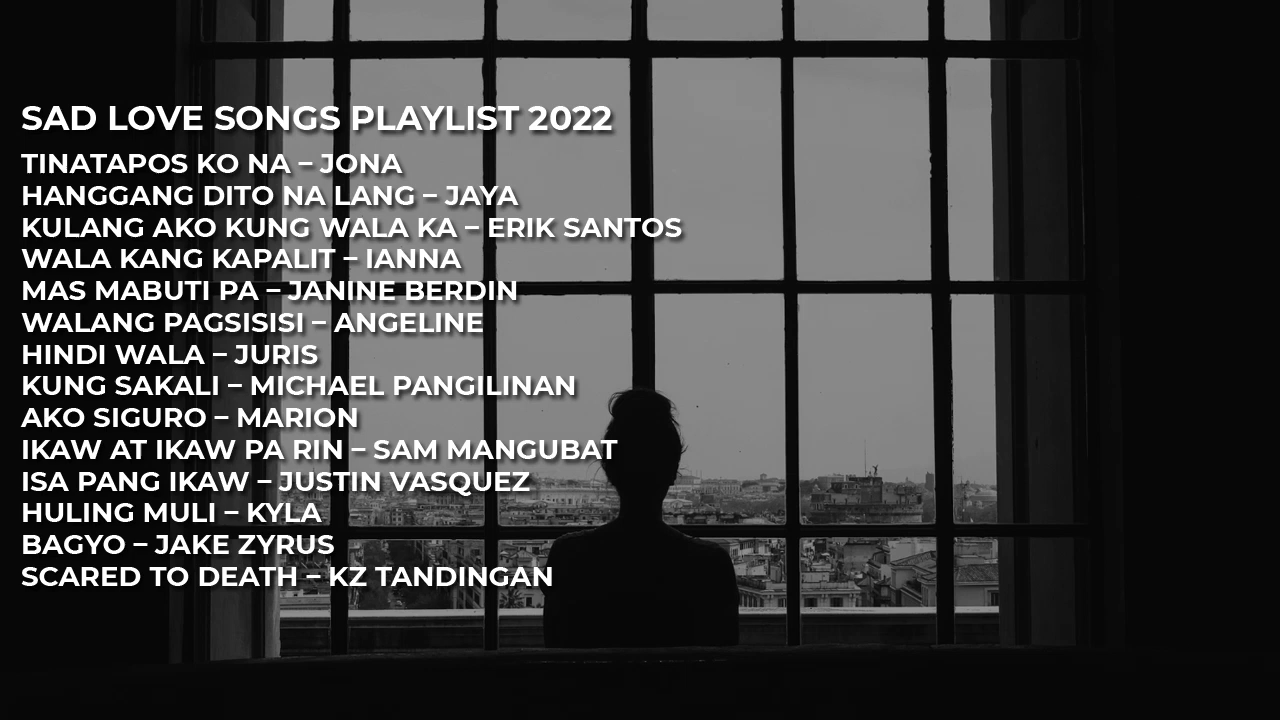 SAD LOVE SONGS PLAYLIST 2022
TINATAPOS KO NA – JONA
HANGGANG DITO NA LANG – JAYA
KULANG AKO KUNG WALA KA – ERIK SANTOS
WALA KANG KAPALIT – IANNA
MAS MABUTI PA – JANINE BERDIN
WALANG PAGSISISI – ANGELINE
HINDI WALA – JURIS
KUNG SAKALI – MICHAEL PANGILINAN
AKO SIGURO – MARION
IKAW AT IKAW PA RIN – SAM MANGUBAT
ISA PANG IKAW – JUSTIN VASQUEZ
HULING MULI – KYLA
BAGYO – JAKE ZYRUS
SCARED TO DEATH – KZ TANDINGAN